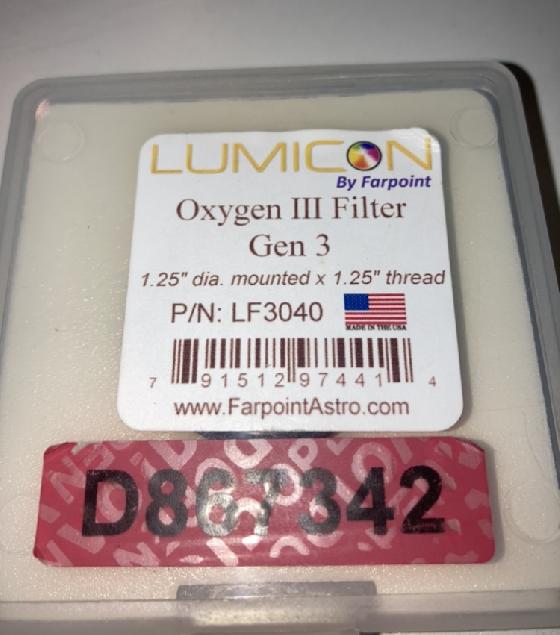 LUMICON
By Farpoint
Oxygen III Filter
Gen 3
1.25" dia. mounted x 1.25" thread
P/N: LF3040
MADE IN THE USA
7 91512 97441 4
www.FarpointAstro.com
D867342